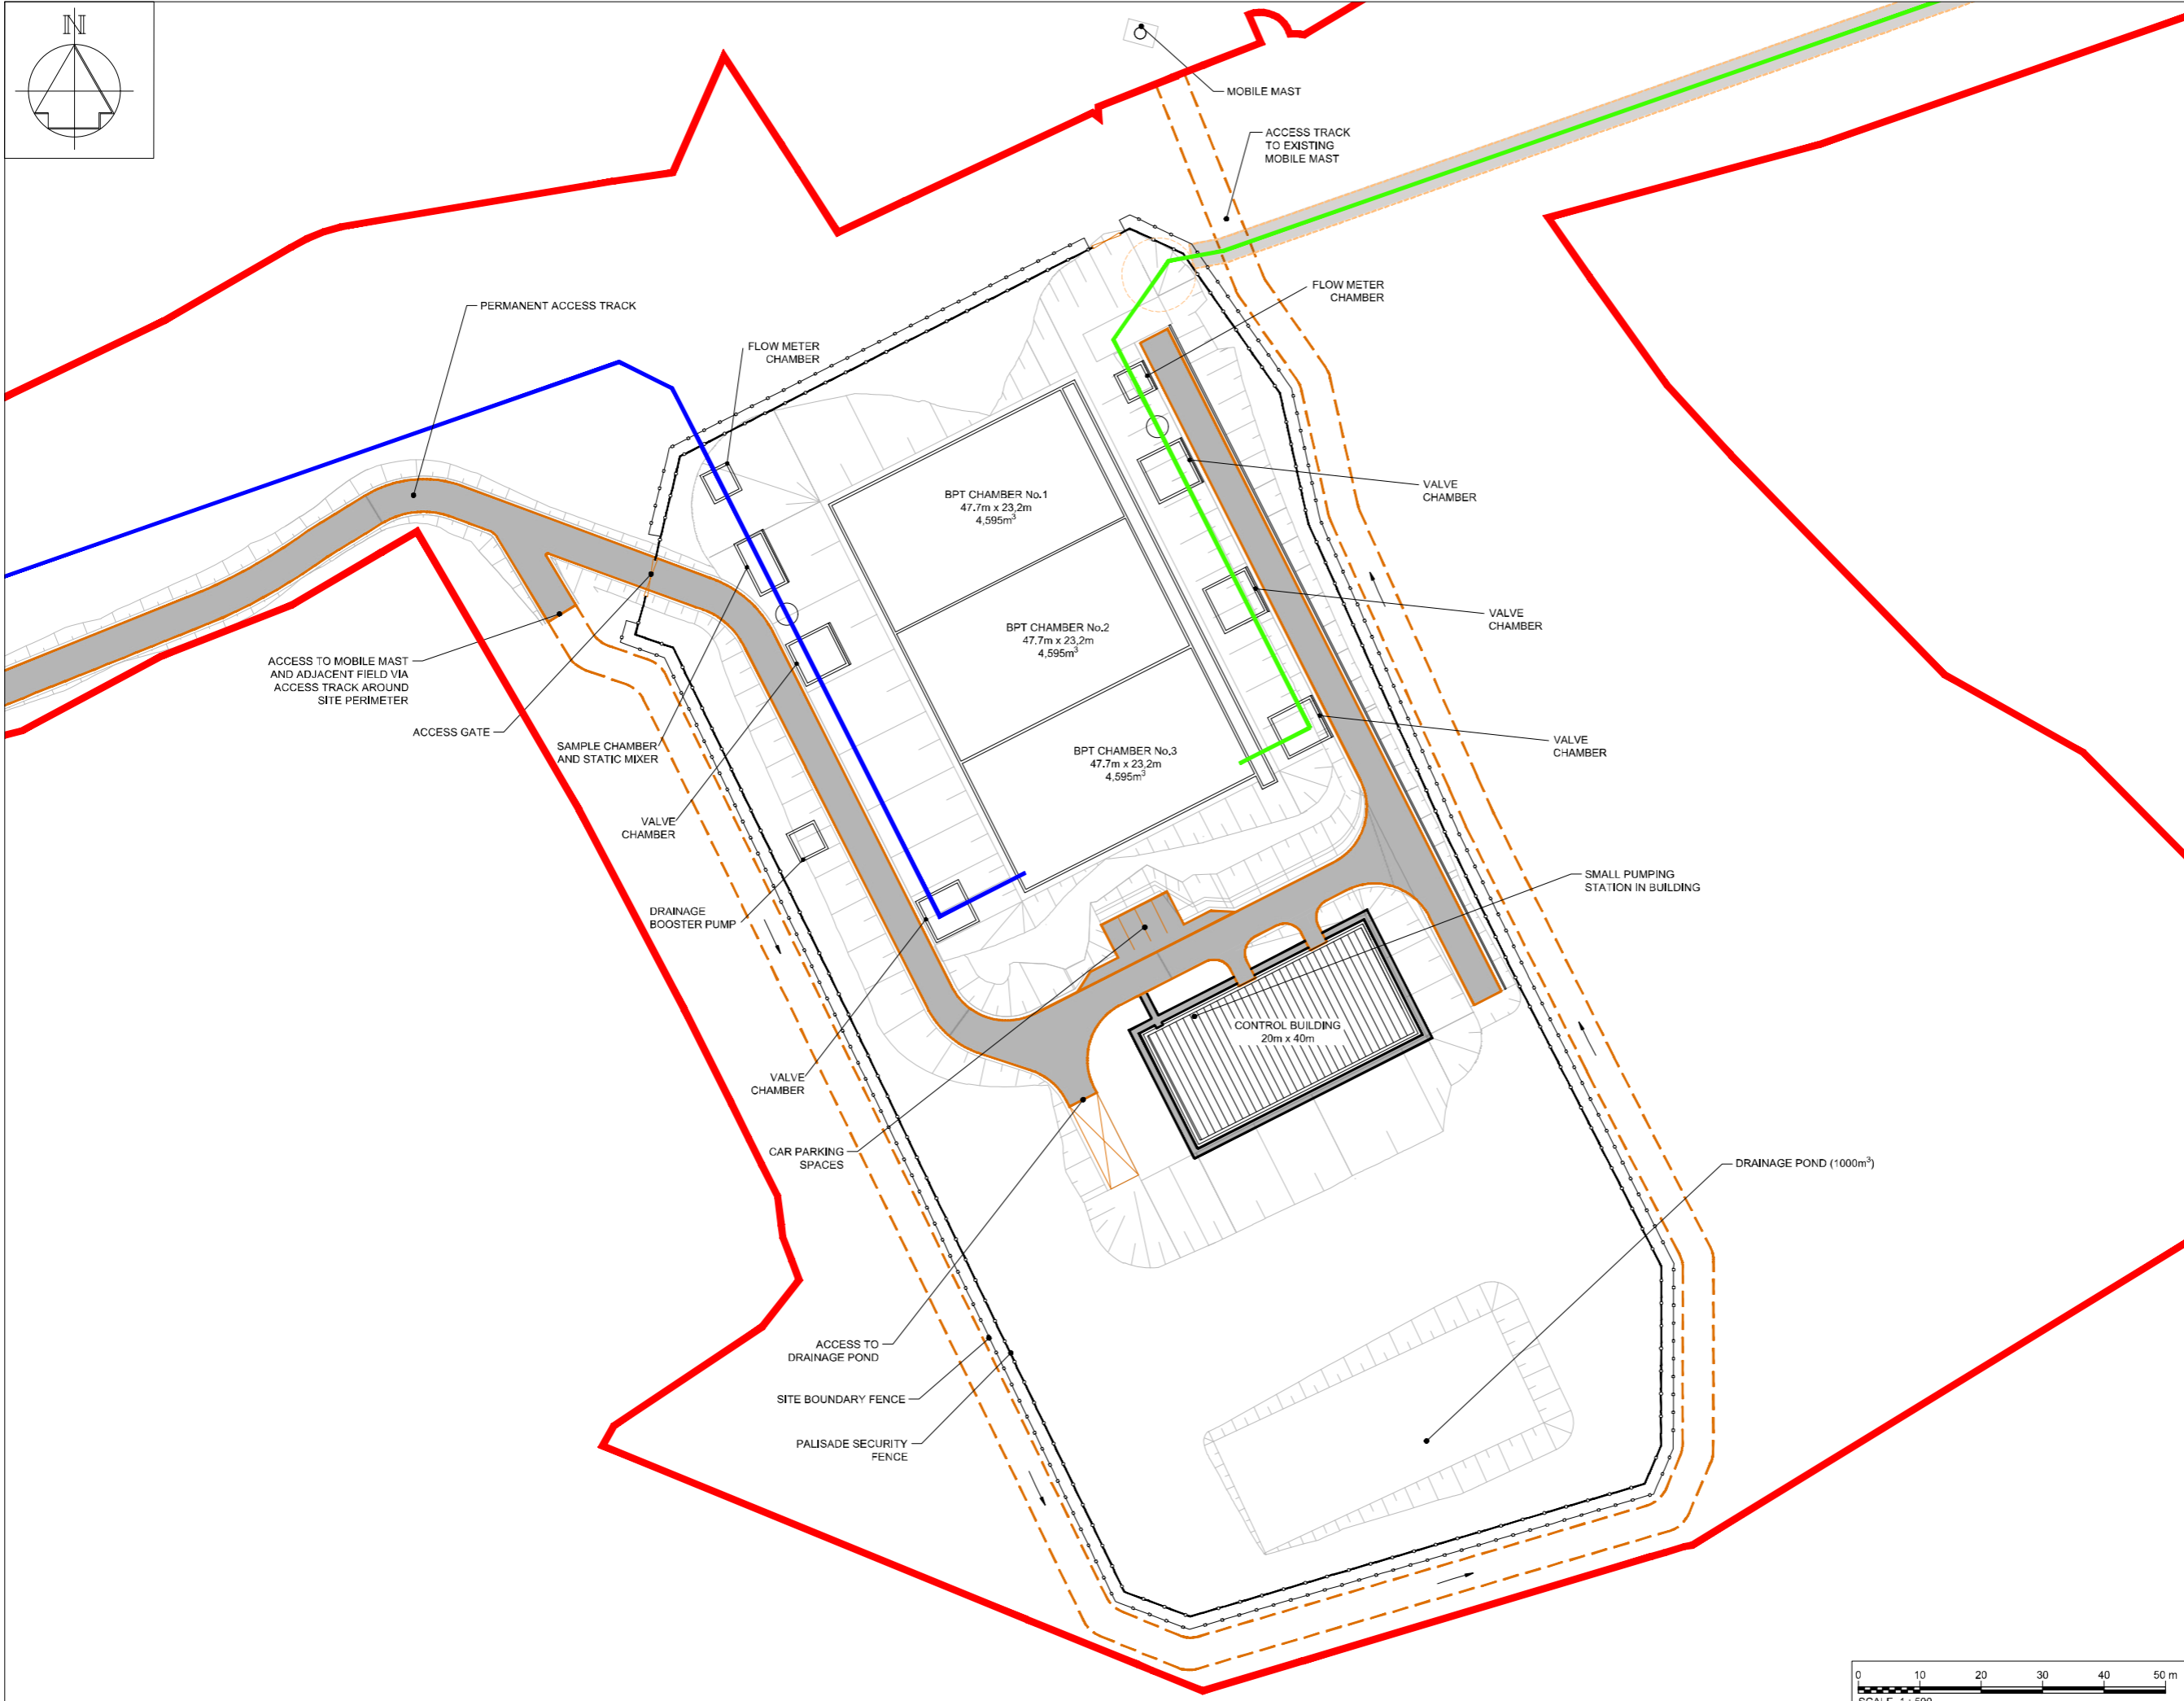 N
MOBILE MAST
ACCESS TRACK
TO EXISTING
MOBILE MAST
PERMANENT ACCESS TRACK
FLOW METER
CHAMBER
FLOW METER
CHAMBER
BPT CHAMBER No.1
47.7m x 23.2m
4,595m³
VALVE
CHAMBER
BPT CHAMBER No.2
47.7m x 23.2m
4,595m³
VALVE
CHAMBER
ACCESS TO MOBILE MAST
AND ADJACENT FIELD VIA
ACCESS TRACK AROUND
SITE PERIMETER
ACCESS GATE
SAMPLE CHAMBER
AND STATIC MIXER
BPT CHAMBER No.3
47.7m x 23.2m
4,595m³
VALVE
CHAMBER
VALVE
CHAMBER
SMALL PUMPING
STATION IN BUILDING
DRAINAGE
BOOSTER PUMP
CONTROL BUILDING
20m x 40m
VALVE
CHAMBER
CAR PARKING
SPACES
DRAINAGE POND (1000m³)
ACCESS TO
DRAINAGE POND
SITE BOUNDARY FENCE
PALISADE SECURITY
FENCE
0 10 20 30 40 50 m
SCALE 1 : 500